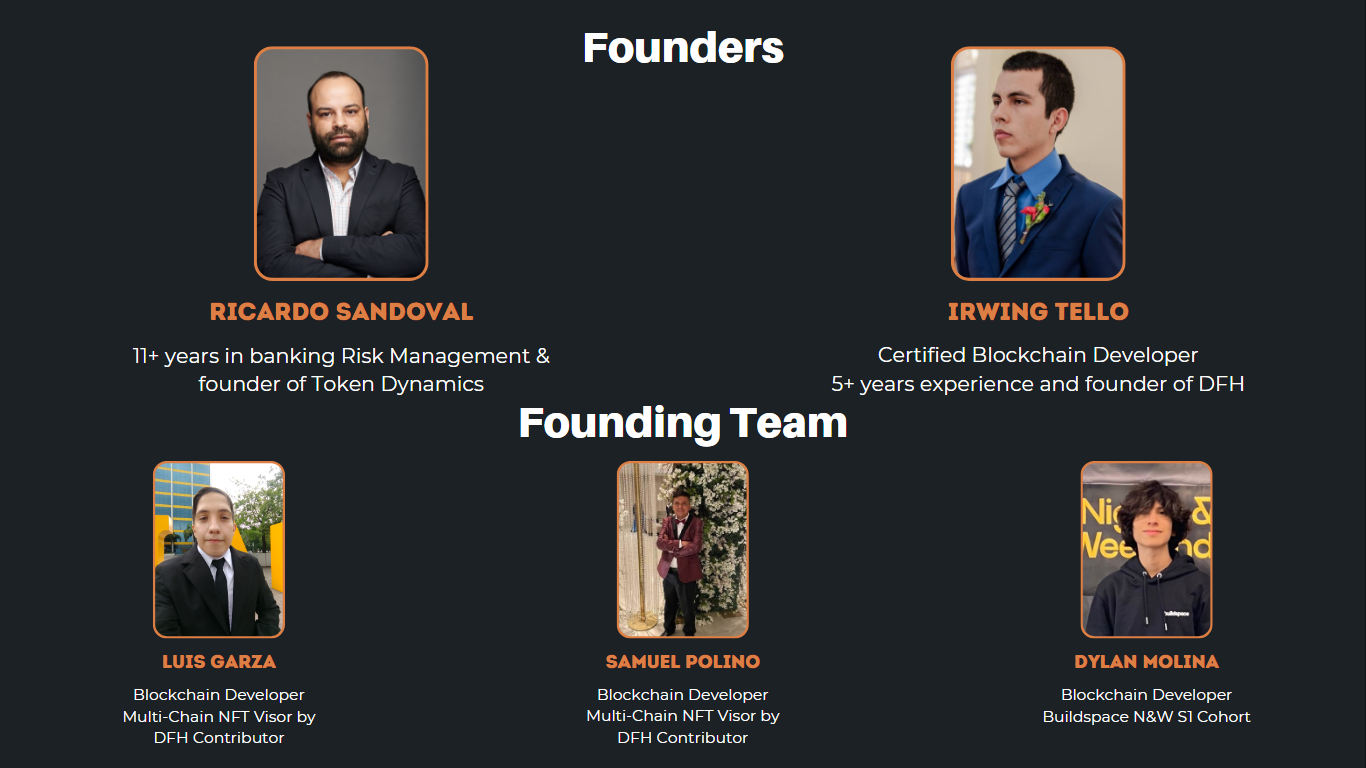 Founders
RICARDO SANDOVAL
11+ years in banking Risk Management &
founder of Token Dynamics
IRWING TELLO
Certified Blockchain Developer
5+ years experience and founder of DFH
Founding Team
LUIS GARZA
Blockchain Developer
Multi-Chain NFT Visor by
DFH Contributor
SAMUEL POLINO
Blockchain Developer
Multi-Chain NFT Visor by
DFH Contributor
&
buildspace
DYLAN MOLINA
Blockchain Developer
Buildspace N&W S1 Cohort